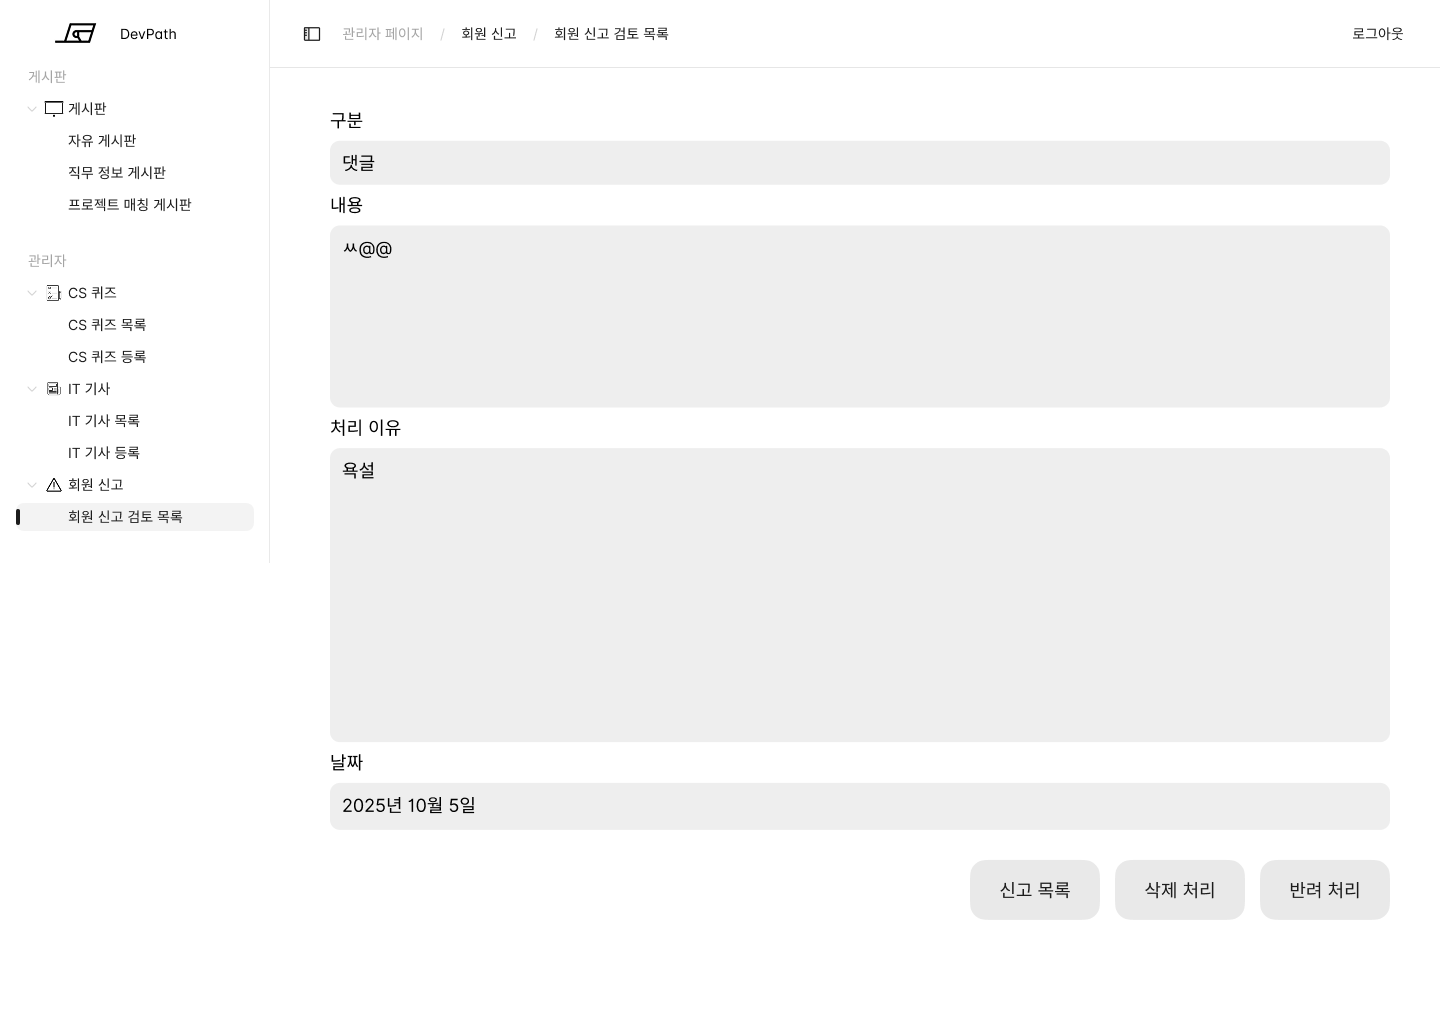 DevPath
게시판
게시판
자유 게시판
직무 정보 게시판
프로젝트 매칭 게시판
관리자
CS 퀴즈
CS 퀴즈 목록
CS 퀴즈 등록
IT 기사
IT 기사 목록
IT 기사 등록
회원 신고
회원 신고 검토 목록
관리자 페이지 / 회원 신고 / 회원 신고 검토 목록
로그아웃
구분
댓글
내용
ㅆ@@
처리 이유
욕설
날짜
2025년 10월 5일
신고 목록
삭제 처리
반려 처리